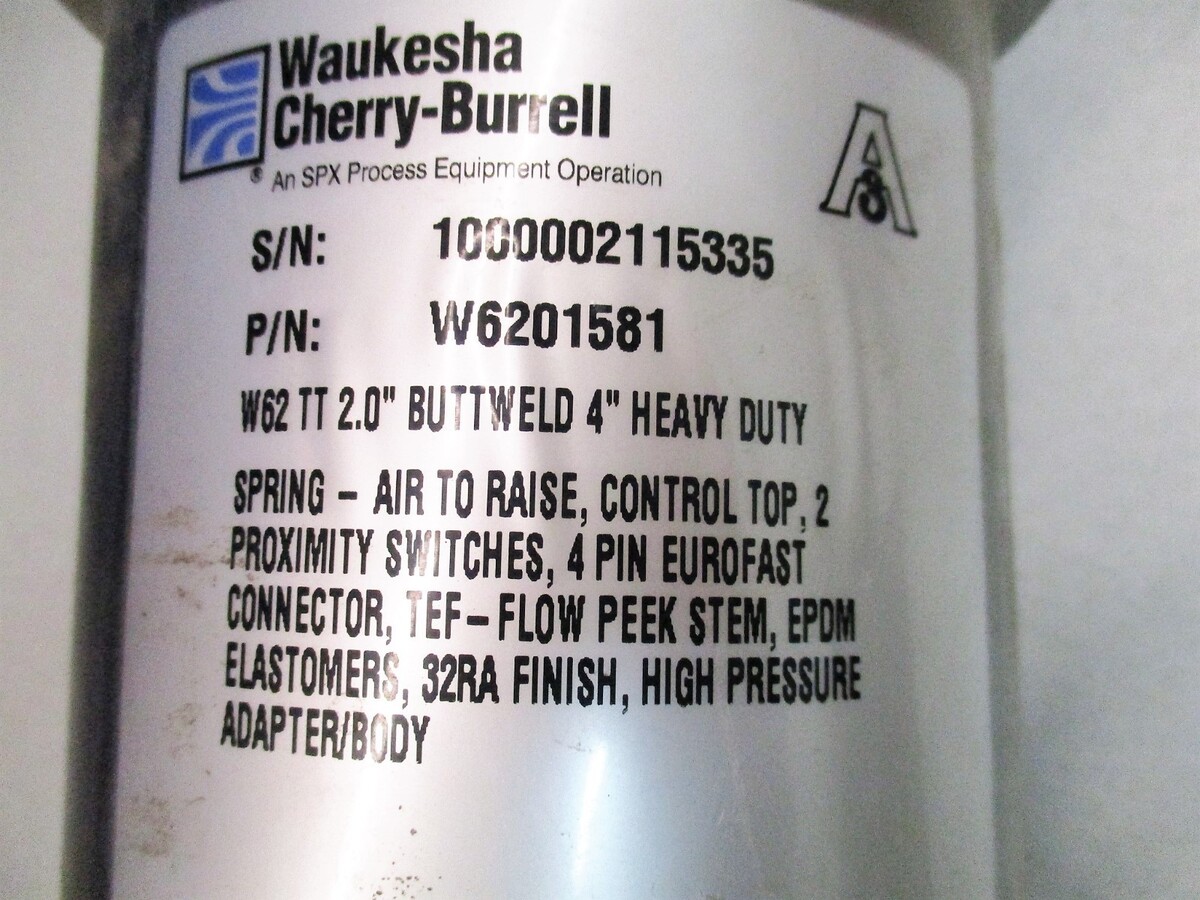 Waukesha
Cherry-Burrell
® An SPX Process Equipment Operation
A
3
S/N: 1000002115335
P/N: W6201581
W62 TT 2.0" BUTTWELD 4" HEAVY DUTY
SPRING – AIR TO RAISE, CONTROL TOP, 2
PROXIMITY SWITCHES, 4 PIN EUROFAST
CONNECTOR, TEF–FLOW PEEK STEM, EPDM
ELASTOMERS, 32RA FINISH, HIGH PRESSURE
ADAPTER/BODY